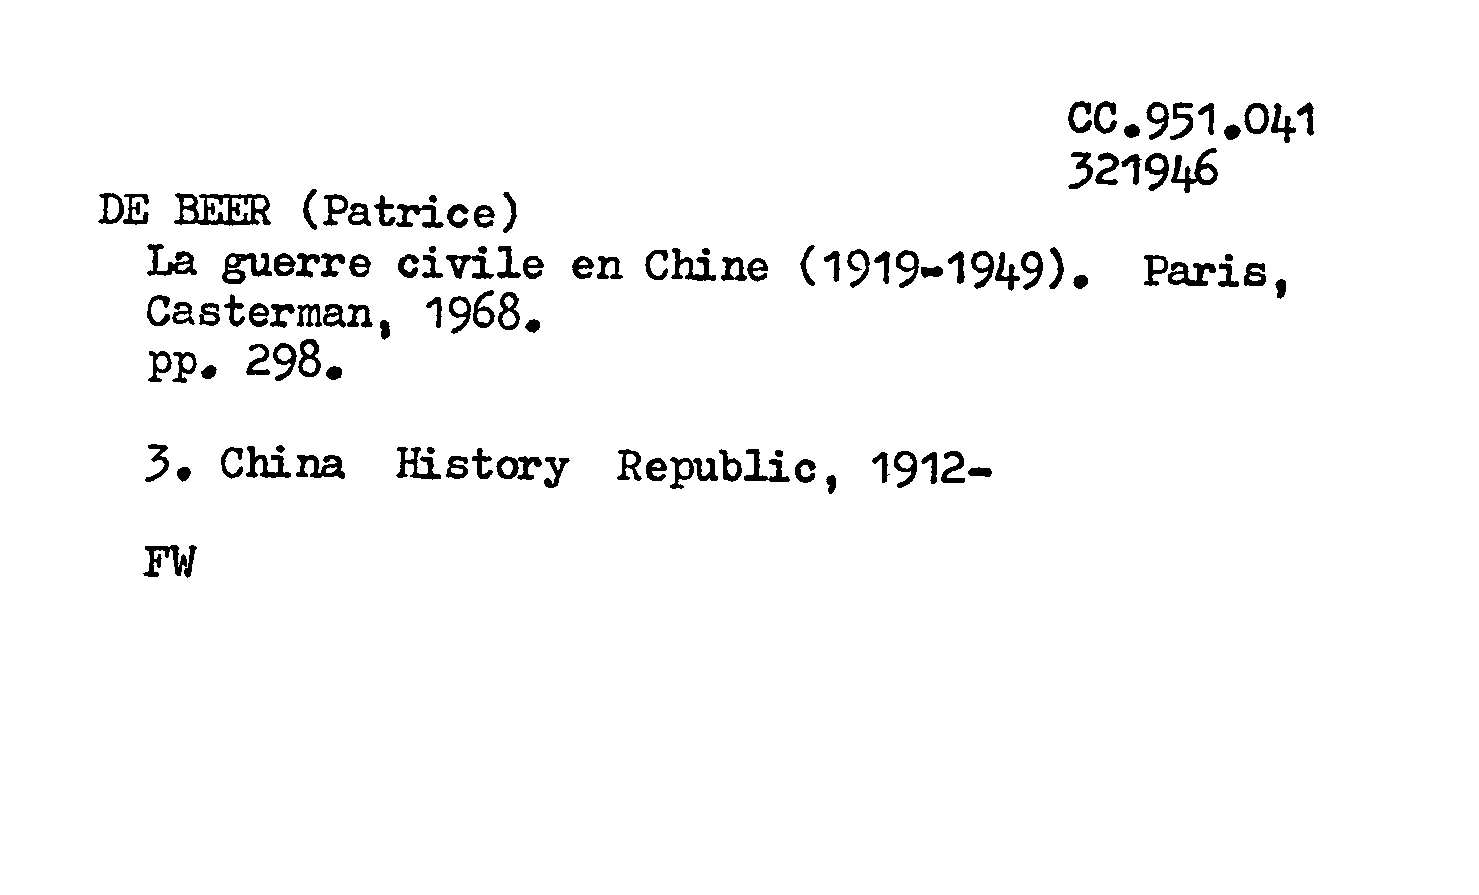 CC.951.041
321946
DE BEER (Patrice)
La guerre civile en Chine (1919-1949). Paris,
Casterman, 1968.
pp. 298.
3. China History Republic, 1912-
FW